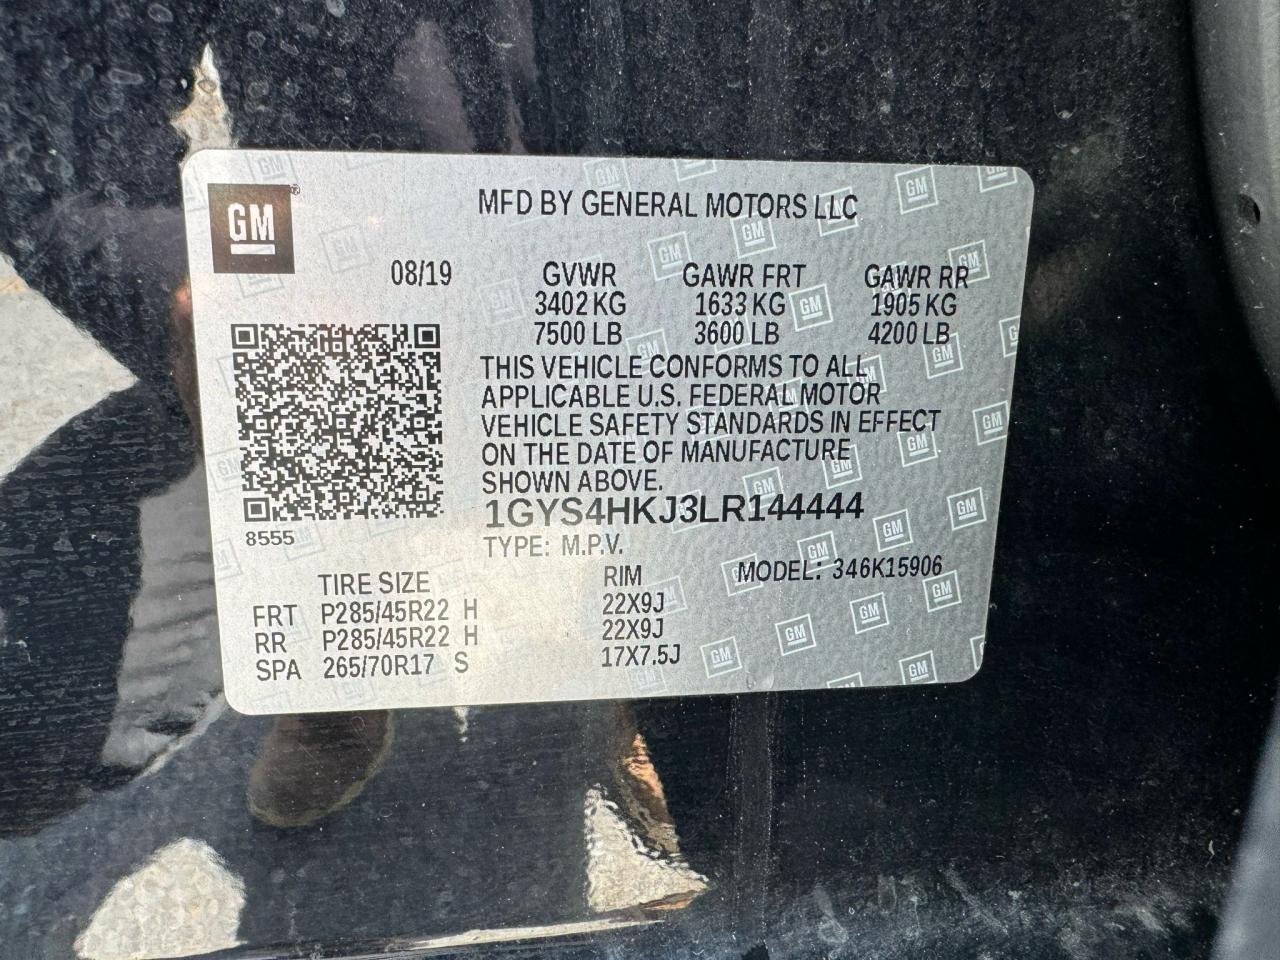 GM
MFD BY GENERAL MOTORS LLC
08/19 GVWR GAWR FRT GAWR RR
3402 KG 1633 KG 1905 KG
7500 LB 3600 LB 4200 LB
THIS VEHICLE CONFORMS TO ALL
APPLICABLE U.S. FEDERAL MOTOR
VEHICLE SAFETY STANDARDS IN EFFECT
ON THE DATE OF MANUFACTURE
SHOWN ABOVE.
1GYS4HKJ3LR144444
8555
TYPE: M.P.V.
TIRE SIZE RIM MODEL: 346K15906
FRT P285/45R22 H 22X9J
RR P285/45R22 H 22X9J
SPA 265/70R17 S 17X7.5J